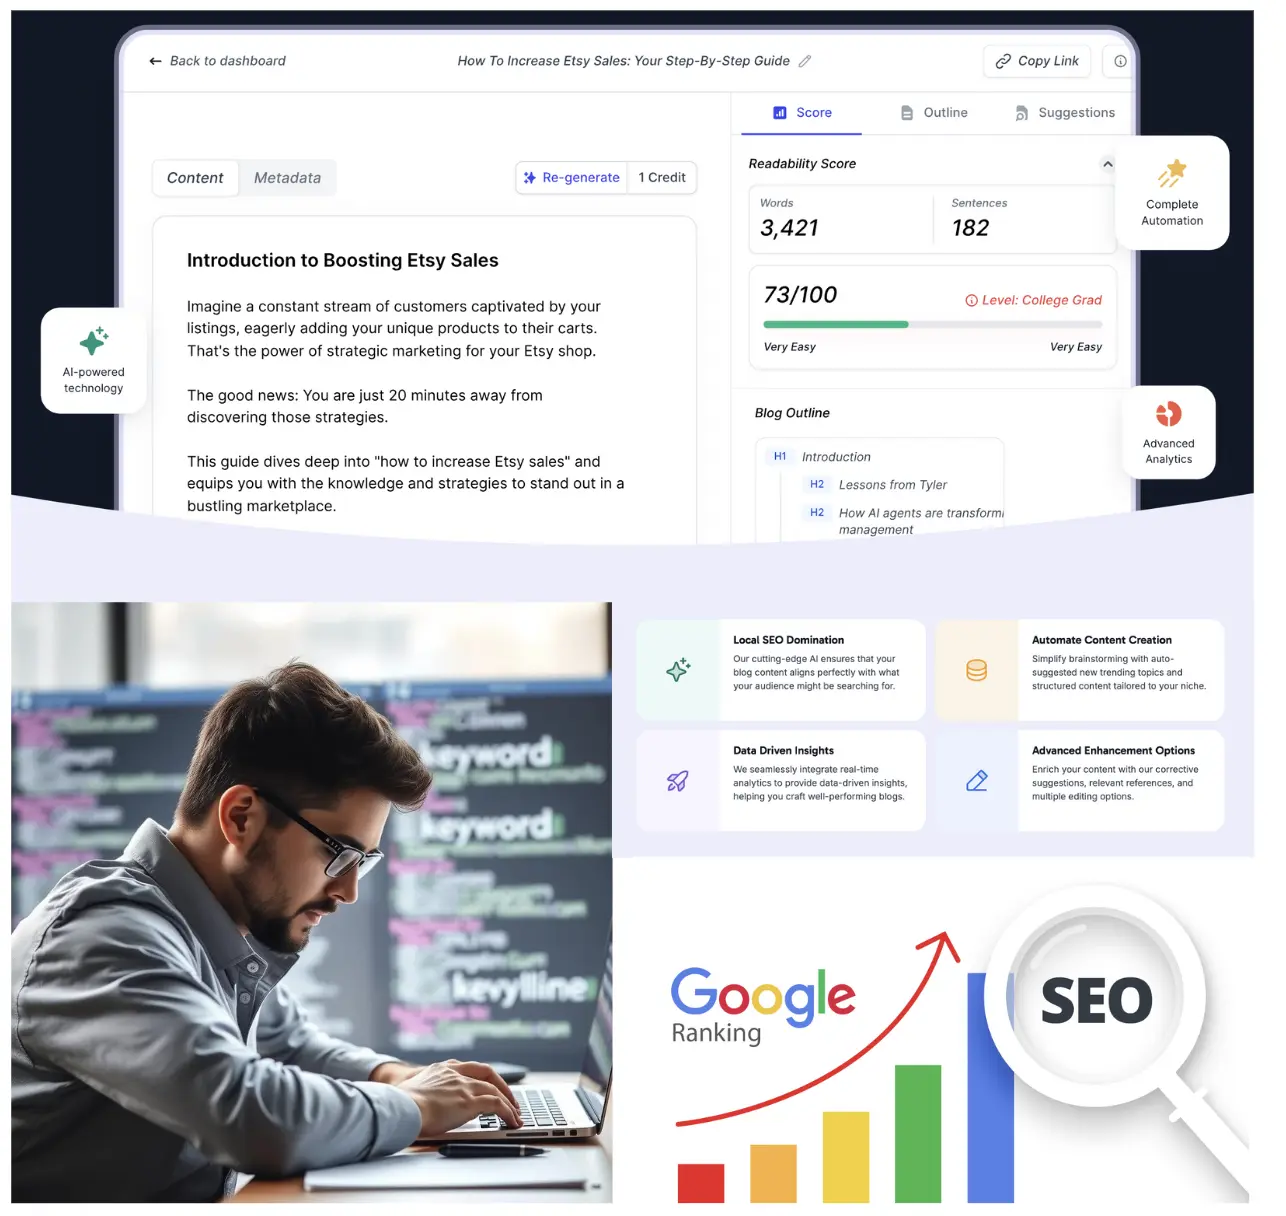 Back to dashboard
How To Increase Etsy Sales: Your Step-By-Step Guide
Copy Link
Score
Outline
Suggestions
Content
Metadata
Re-generate
1 Credit
Readability Score
Words
3,421
Sentences
182
73/100
Level: College Grad
Very Easy
Very Easy
Complete
Automation
Introduction to Boosting Etsy Sales
Imagine a constant stream of customers captivated by your
listings, eagerly adding your unique products to their carts.
That's the power of strategic marketing for your Etsy shop.
The good news: You are just 20 minutes away from
discovering those strategies.
This guide dives deep into "how to increase Etsy sales" and
equips you with the knowledge and strategies to stand out in a
bustling marketplace.
AI-powered
technology
Blog Outline
H1 Introduction
H2 Lessons from Tyler
H2 How AI agents are transformi
management
Advanced
Analytics
Local SEO Domination
Our cutting-edge AI ensures that your
blog content aligns perfectly with what
your audience might be searching for.
Automate Content Creation
Simplify brainstorming with auto-
suggested new trending topics and
structured content tailored to your niche.
Data Driven Insights
We seamlessly integrate real-time
analytics to provide data-driven insights,
helping you craft well-performing blogs.
Advanced Enhancement Options
Enrich your content with our corrective
suggestions, relevant references, and
multiple editing options.
keyword
keyword
kevylline
Google
Ranking
SEO